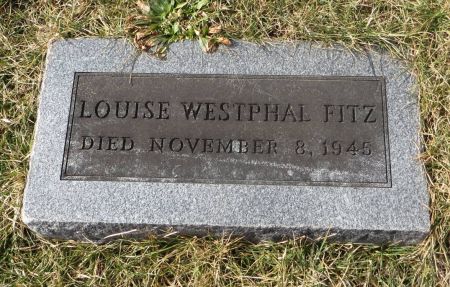 LOUISE WESTPHAL FITZ
DIED NOVEMBER 8, 1945